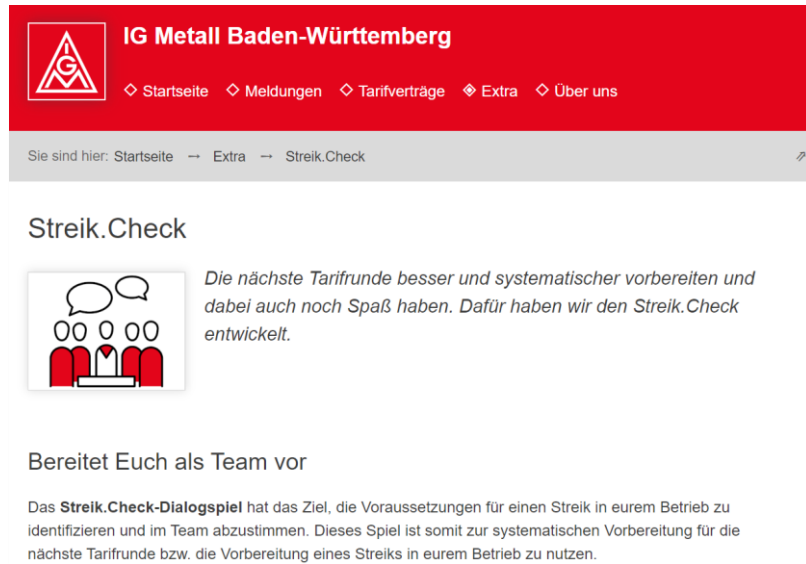 IGM
IG Metall Baden-Württemberg
Startseite Meldungen Tarifverträge Extra Über uns
Sie sind hier: Startseite → Extra → Streik.Check
Streik.Check
Die nächste Tarifrunde besser und systematischer vorbereiten und
dabei auch noch Spaß haben. Dafür haben wir den Streik.Check
entwickelt.
Bereitet Euch als Team vor
Das Streik.Check-Dialogspiel hat das Ziel, die Voraussetzungen für einen Streik in eurem Betrieb zu
identifizieren und im Team abzustimmen. Dieses Spiel ist somit zur systematischen Vorbereitung für die
nächste Tarifrunde bzw. die Vorbereitung eines Streiks in eurem Betrieb zu nutzen.